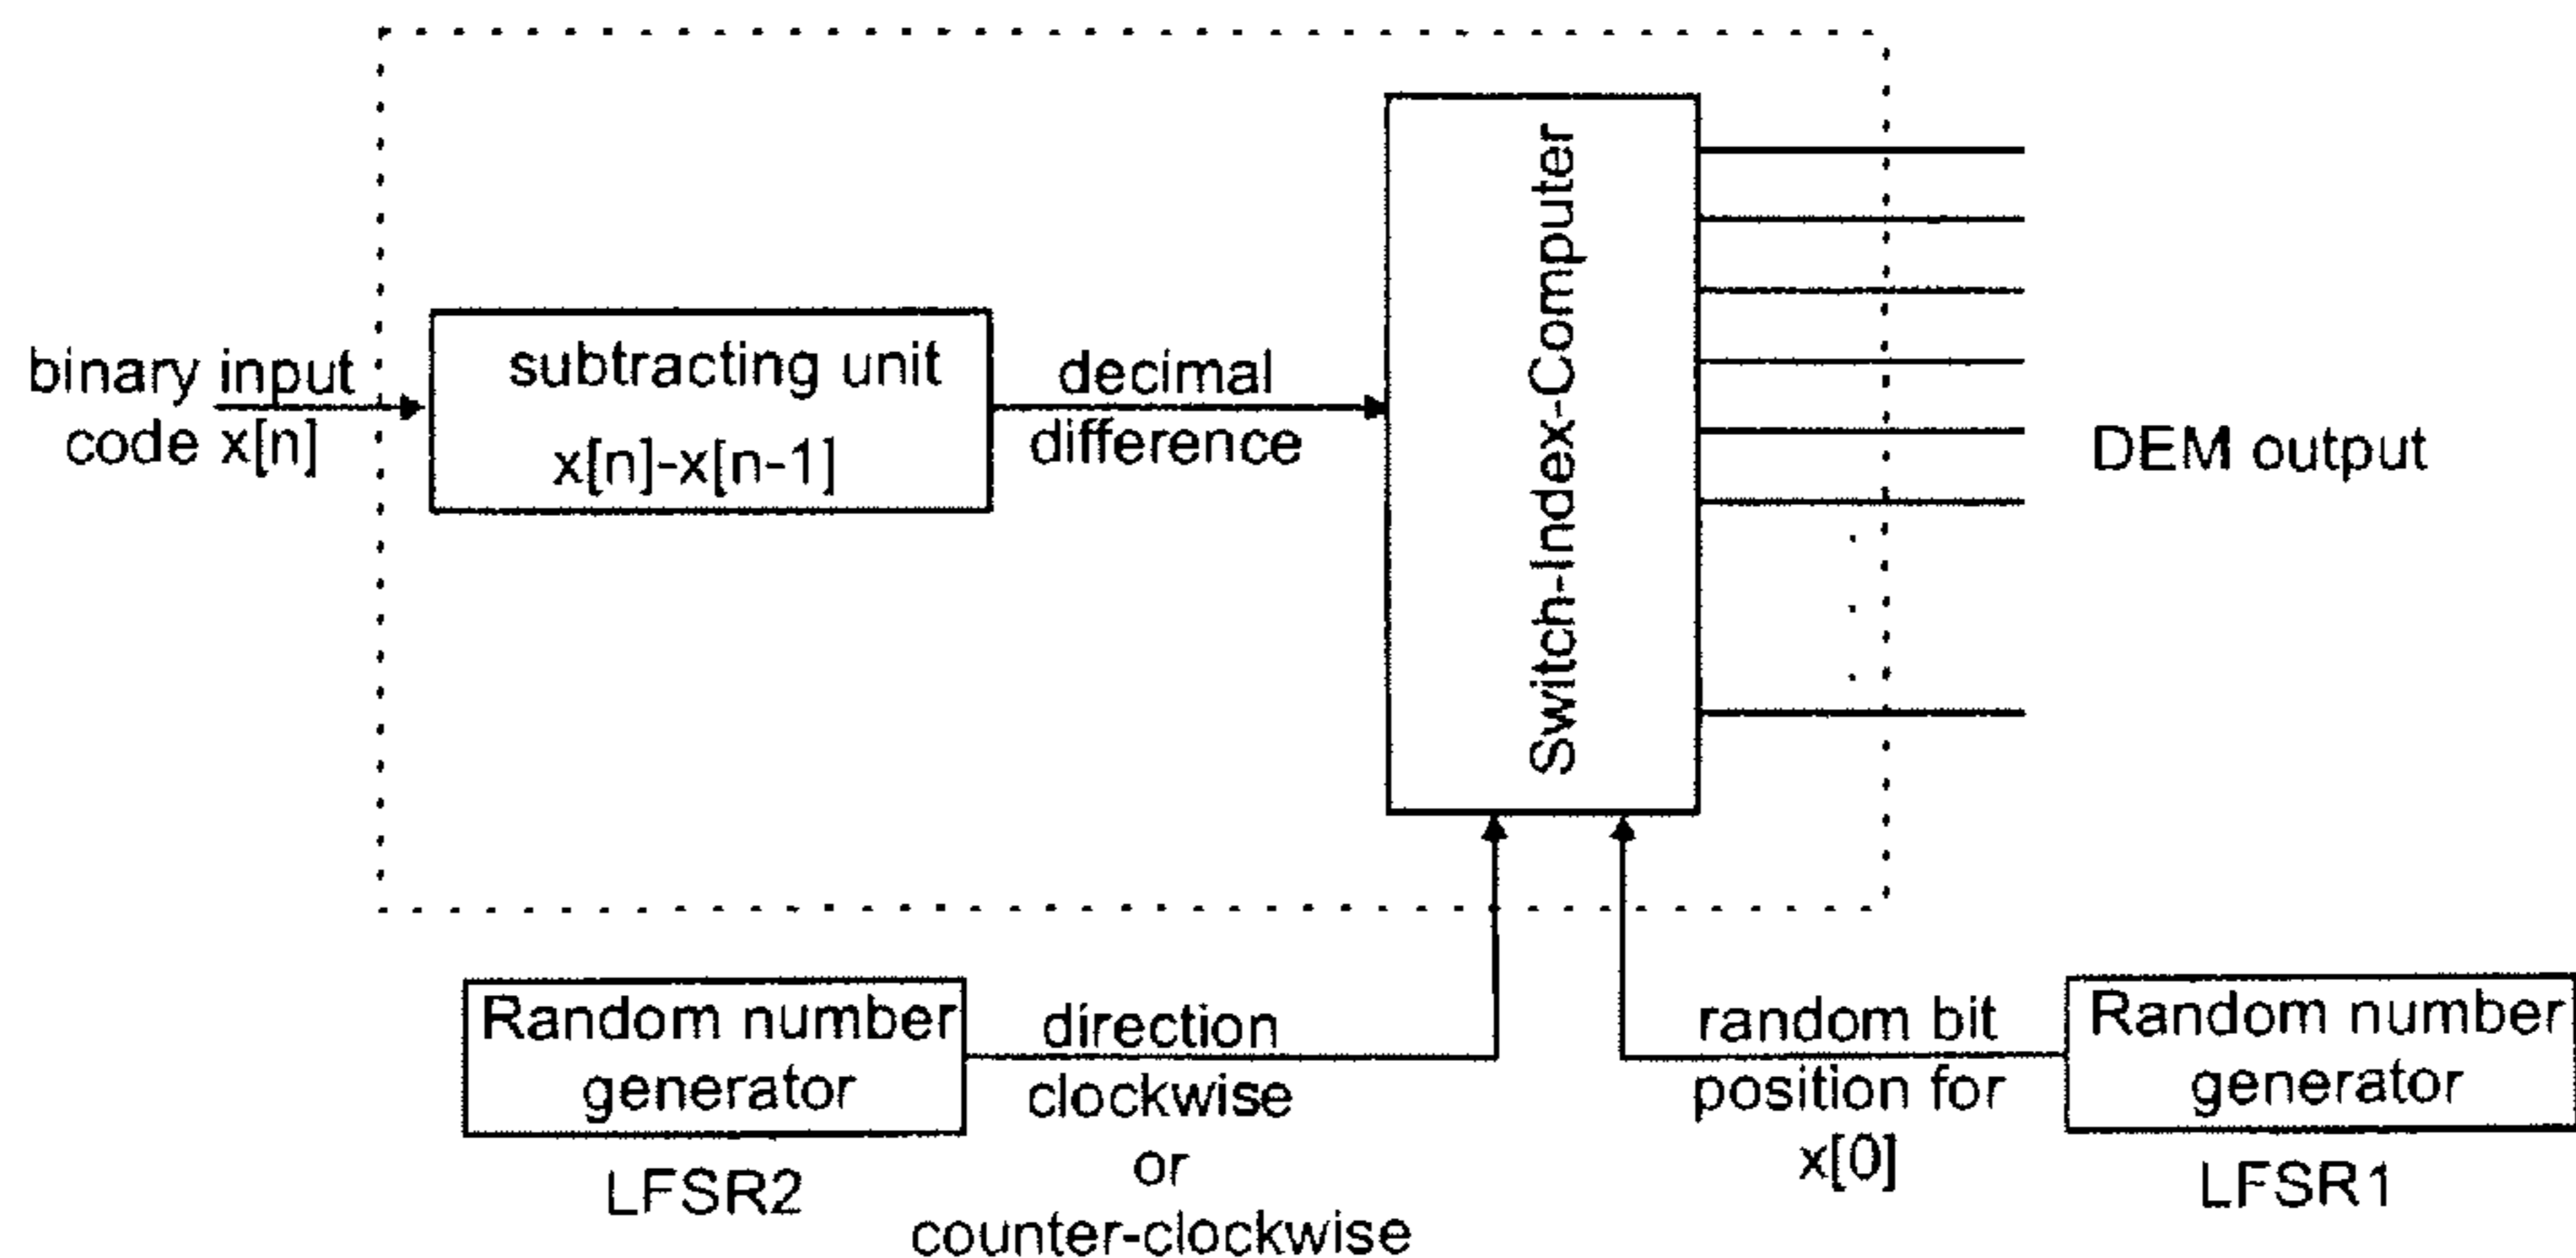 binary input
code x[n]
subtracting unit
x[n]-x[n-1]
decimal
difference
Switch-Index-Computer
DEM output
Random number
generator
LFSR2
direction
clockwise
or
counter-clockwise
random bit
position for
x[0]
Random number
generator
LFSR1